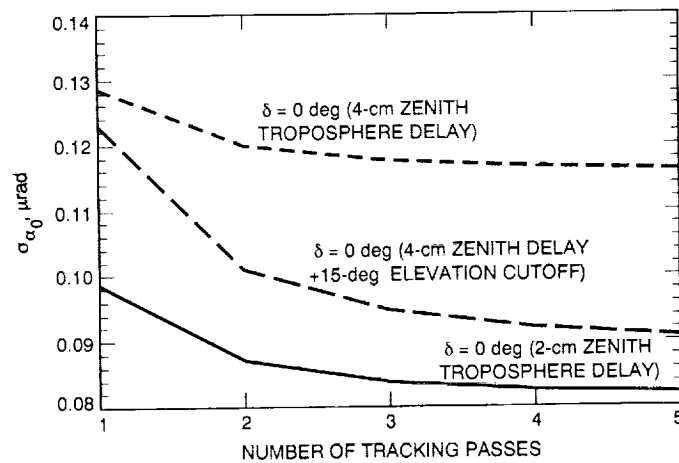 0.14
0.13
0.12
0.11
0.10
0.09
0.08
σα0, μrad
δ = 0 deg (4-cm ZENITH
TROPOSPHERE DELAY)
δ = 0 deg (4-cm ZENITH DELAY
+15-deg ELEVATION CUTOFF)
δ = 0 deg (2-cm ZENITH
TROPOSPHERE DELAY)
1 2 3 4 5
NUMBER OF TRACKING PASSES